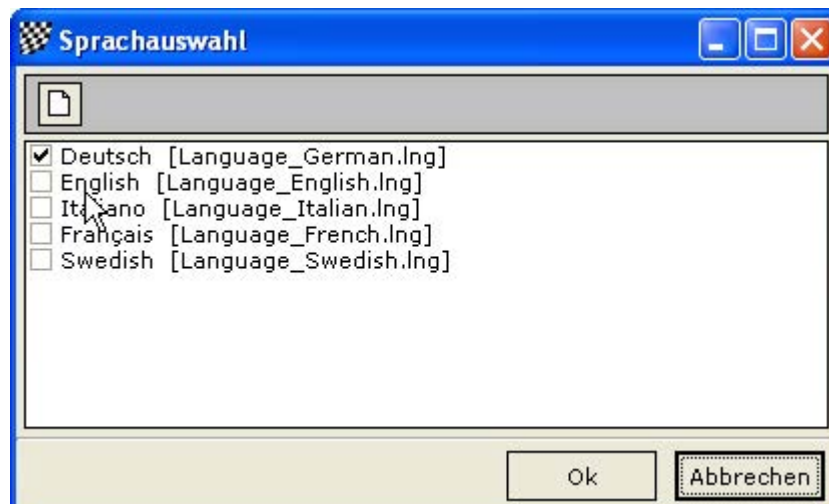 Sprachauswahl
Deutsch [Language_German.lng]
English [Language_English.lng]
Italiano [Language_Italian.lng]
Français [Language_French.lng]
Swedish [Language_Swedish.lng]
Ok
Abbrechen